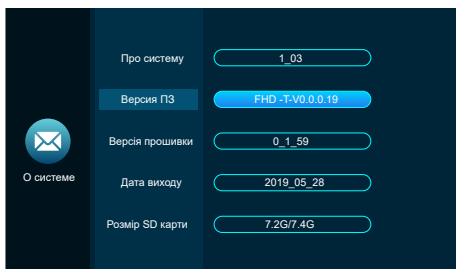 Про систему 1_03
Версия ПЗ FHD -T-V0.0.0.19
Версія прошивки 0_1_59
О системе
Дата виходу 2019_05_28
Розмір SD карти 7.2G/7.4G